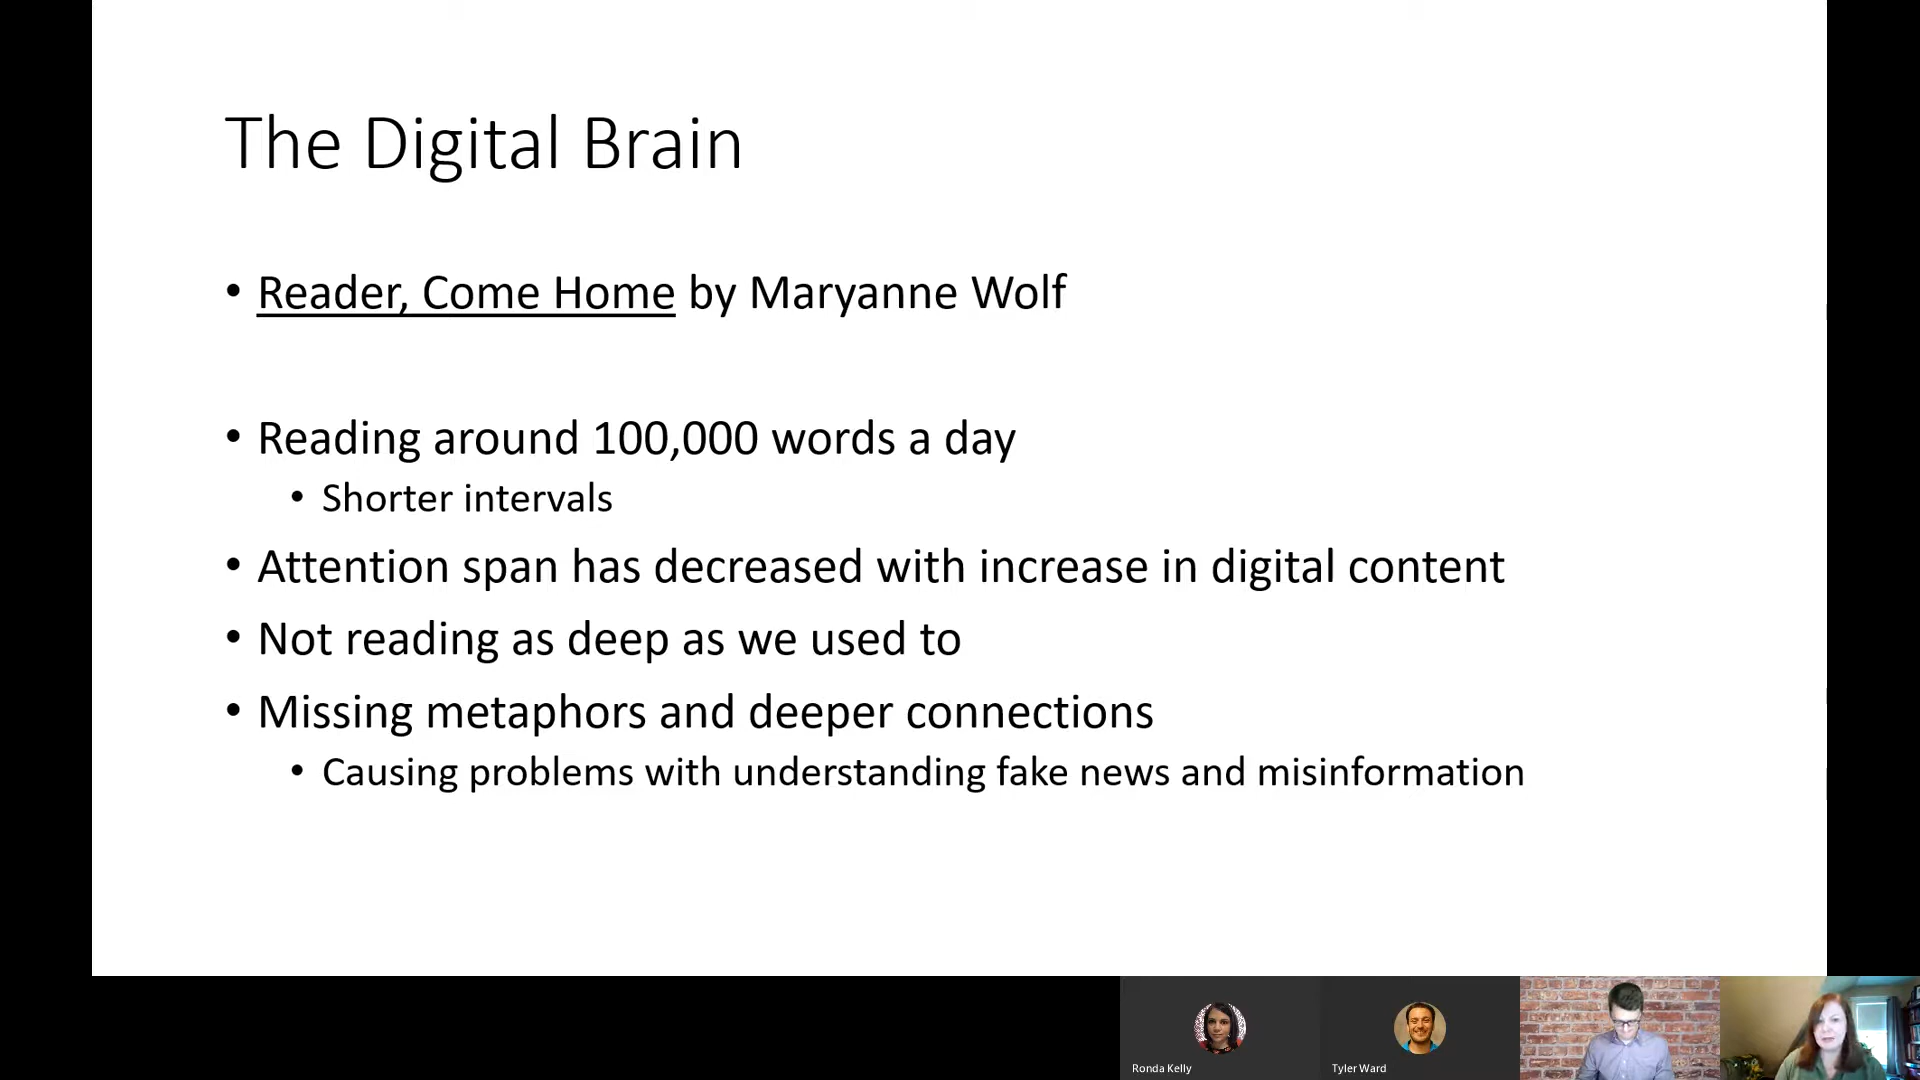 The Digital Brain
• Reader, Come Home by Maryanne Wolf
• Reading around 100,000 words a day
• Shorter intervals
• Attention span has decreased with increase in digital content
• Not reading as deep as we used to
• Missing metaphors and deeper connections
• Causing problems with understanding fake news and misinformation
Ronda Kelly
Tyler Ward